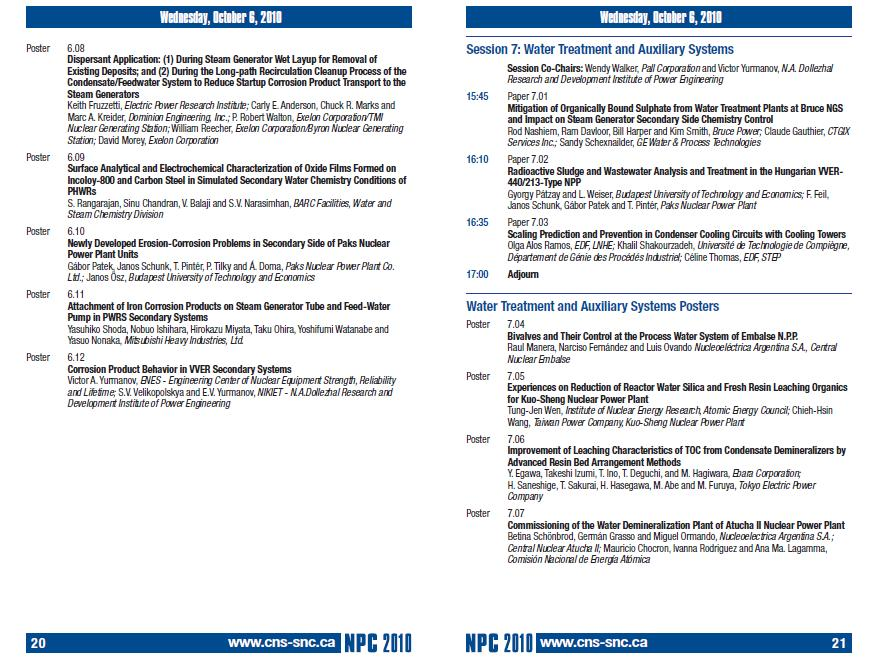 Wednesday, October 6, 2010
Poster 6.08
Dispersant Application: (1) During Steam Generator Wet Layup for Removal of
Existing Deposits; and (2) During the Long-path Recirculation Cleanup Process of the
Condensate/Feedwater System to Reduce Startup Corrosion Product Transport to the
Steam Generators
Keith Fruzzetti, Electric Power Research Institute; Carly E. Anderson, Chuck R. Marks and
Marc A. Kreider, Dominion Engineering, Inc.; P. Robert Walton, Exelon Corporation/TMI
Nuclear Generating Station; William Reecher, Exelon Corporation/Byron Nuclear Generating
Station; David Morey, Exelon Corporation
Poster 6.09
Surface Analytical and Electrochemical Characterization of Oxide Films Formed on
Incoloy-800 and Carbon Steel in Simulated Secondary Water Chemistry Conditions of
PHWRs
S. Rangarajan, Sinu Chandran, V. Balaji and S.V. Narasimhan, BARC Facilities, Water and
Steam Chemistry Division
Poster 6.10
Newly Developed Erosion-Corrosion Problems in Secondary Side of Paks Nuclear
Power Plant Units
Gábor Patek, Janos Schunk, T. Pintér, P. Tilky and Á. Doma, Paks Nuclear Power Plant Co.
Ltd.; Janos Ösz, Budapest University of Technology and Economics
Poster 6.11
Attachment of Iron Corrosion Products on Steam Generator Tube and Feed-Water
Pump in PWRS Secondary Systems
Yasuhiko Shoda, Nobuo Ishihara, Hirokazu Miyata, Taku Ohira, Yoshifumi Watanabe and
Yasuo Nonaka, Mitsubishi Heavy Industries, Ltd.
Poster 6.12
Corrosion Product Behavior in VVER Secondary Systems
Victor A. Yurmanov, ENES - Engineering Center of Nuclear Equipment Strength, Reliability
and Lifetime; S.V. Velikopolskya and E.V. Yurmanov, NIKIET - N.A.Dollezhal Research and
Development Institute of Power Engineering
20 www.cns-snc.ca NPC 2010
Wednesday, October 6, 2010
Session 7: Water Treatment and Auxiliary Systems
Session Co-Chairs: Wendy Walker, Pall Corporation and Victor Yurmanov, N.A. Dollezhal
Research and Development Institute of Power Engineering
15:45 Paper 7.01
Mitigation of Organically Bound Sulphate from Water Treatment Plants at Bruce NGS
and Impact on Steam Generator Secondary Side Chemistry Control
Rod Nashiem, Ram Davloor, Bill Harper and Kim Smith, Bruce Power; Claude Gauthier, CTGIX
Services Inc.; Sandy Schexnailder, GE Water & Process Technologies
16:10 Paper 7.02
Radioactive Sludge and Wastewater Analysis and Treatment in the Hungarian VVER-
440/213-Type NPP
Gyorgy Pátzay and L. Weiser, Budapest University of Technology and Economics; F. Feil,
Janos Schunk, Gábor Patek and T. Pintér, Paks Nuclear Power Plant
16:35 Paper 7.03
Scaling Prediction and Prevention in Condenser Cooling Circuits with Cooling Towers
Olga Alos Ramos, EDF, LNHE; Khalil Shakourzadeh, Université de Technologie de Compiègne,
Département de Génie des Procédés Industriel; Céline Thomas, EDF, STEP
17:00 Adjourn
Water Treatment and Auxiliary Systems Posters
Poster 7.04
Bivalves and Their Control at the Process Water System of Embalse N.P.P.
Raul Manera, Narciso Fernández and Luis Ovando Nucleoeléctrica Argentina S.A., Central
Nuclear Embalse
Poster 7.05
Experiences on Reduction of Reactor Water Silica and Fresh Resin Leaching Organics
for Kuo-Sheng Nuclear Power Plant
Tung-Jen Wen, Institute of Nuclear Energy Research, Atomic Energy Council; Chieh-Hsin
Wang, Taiwan Power Company, Kuo-Sheng Nuclear Power Plant
Poster 7.06
Improvement of Leaching Characteristics of TOC from Condensate Demineralizers by
Advanced Resin Bed Arrangement Methods
Y. Egawa, Takeshi Izumi, T. Ino, T. Deguchi, and M. Hagiwara, Ebara Corporation;
H. Saneshige, T. Sakurai, H. Hasegawa, M. Abe and M. Furuya, Tokyo Electric Power
Company
Poster 7.07
Commissioning of the Water Demineralization Plant of Atucha II Nuclear Power Plant
Betina Schönbrod, Germán Grasso and Miguel Ormando, Nucleoelectrica Argentina S.A.;
Central Nuclear Atucha II; Mauricio Chocron, Ivanna Rodriguez and Ana Ma. Lagamma,
Comisión Nacional de Energía Atómica
NPC 2010 www.cns-snc.ca 21